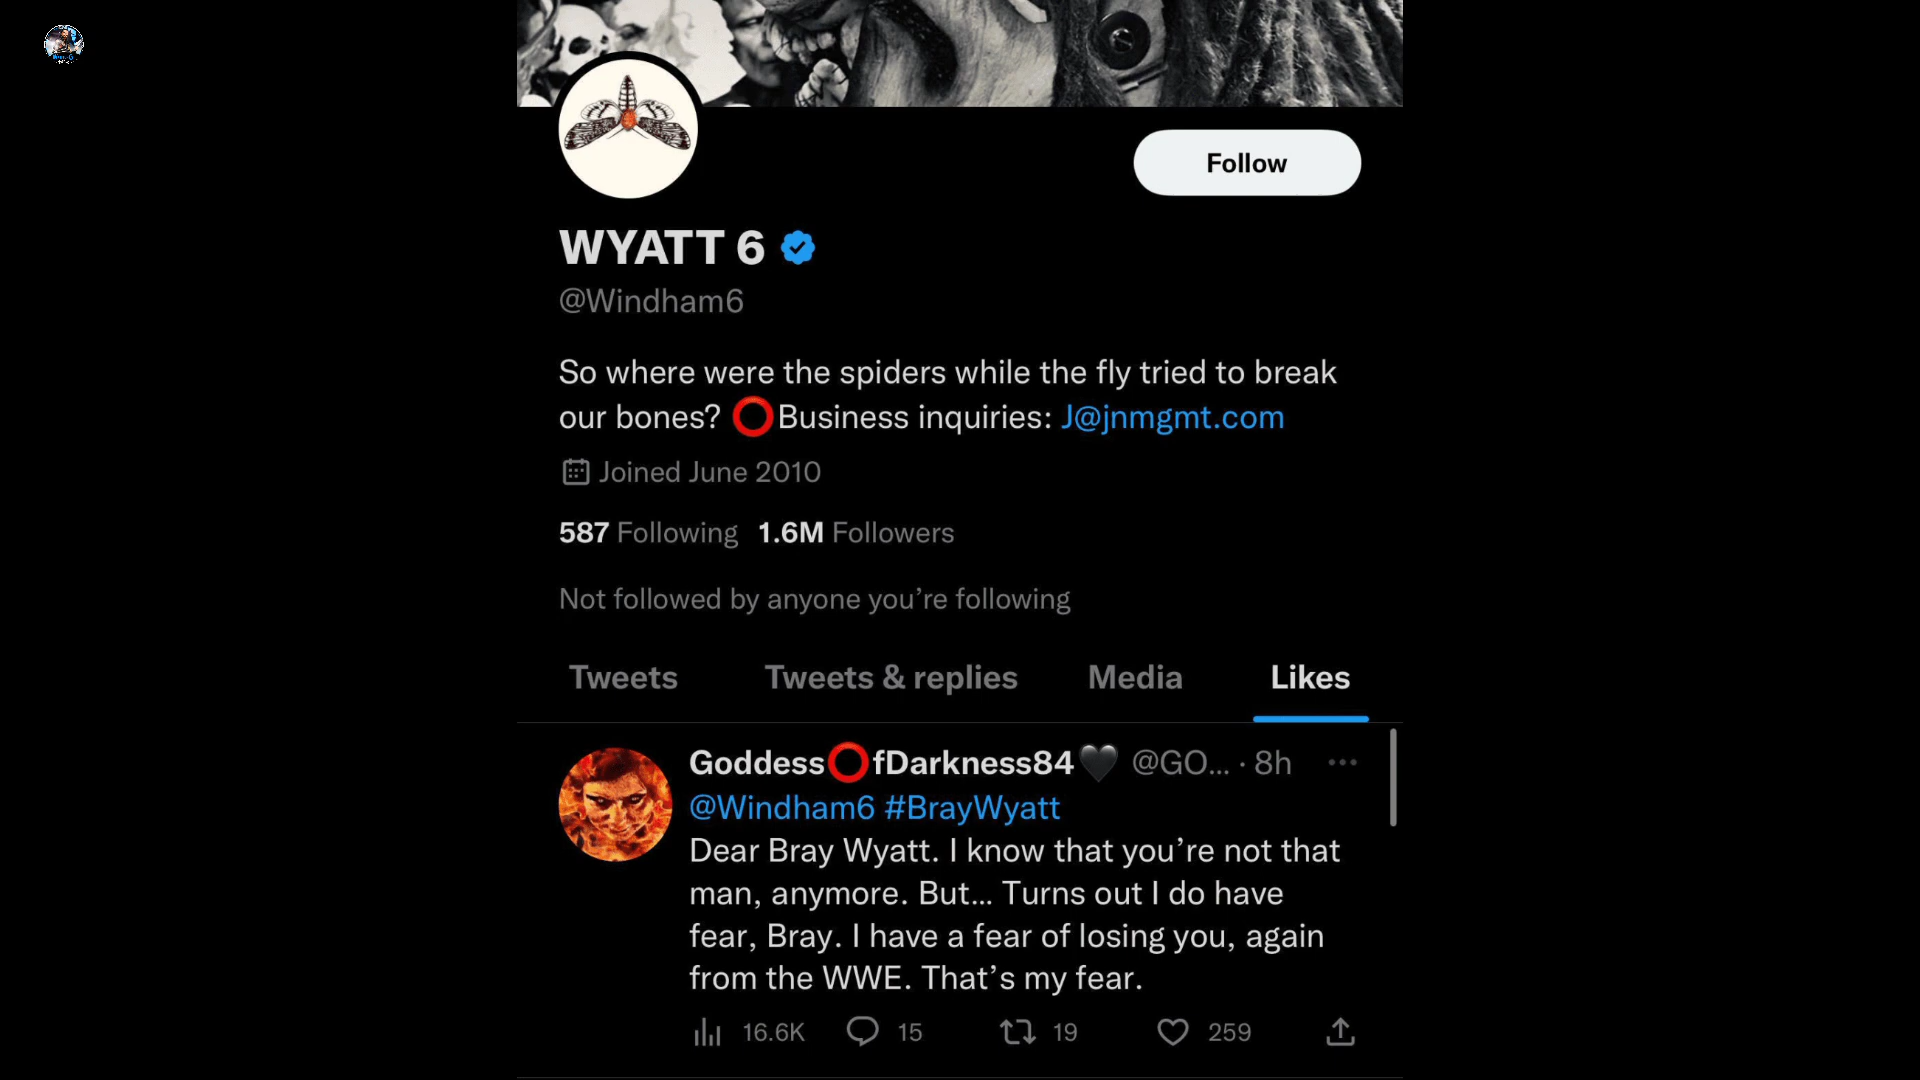 Follow
WYATT 6
@Windham6
So where were the spiders while the fly tried to break
our bones? ⭕Business inquiries: J@jnmgmt.com
Joined June 2010
587 Following 1.6M Followers
Not followed by anyone you’re following
Tweets Tweets & replies Media Likes
Goddess⭕fDarkness84🖤 @GO... · 8h ...
@Windham6 #BrayWyatt
Dear Bray Wyatt. I know that you’re not that
man, anymore. But... Turns out I do have
fear, Bray. I have a fear of losing you, again
from the WWE. That’s my fear.
16.6K 15 19 259